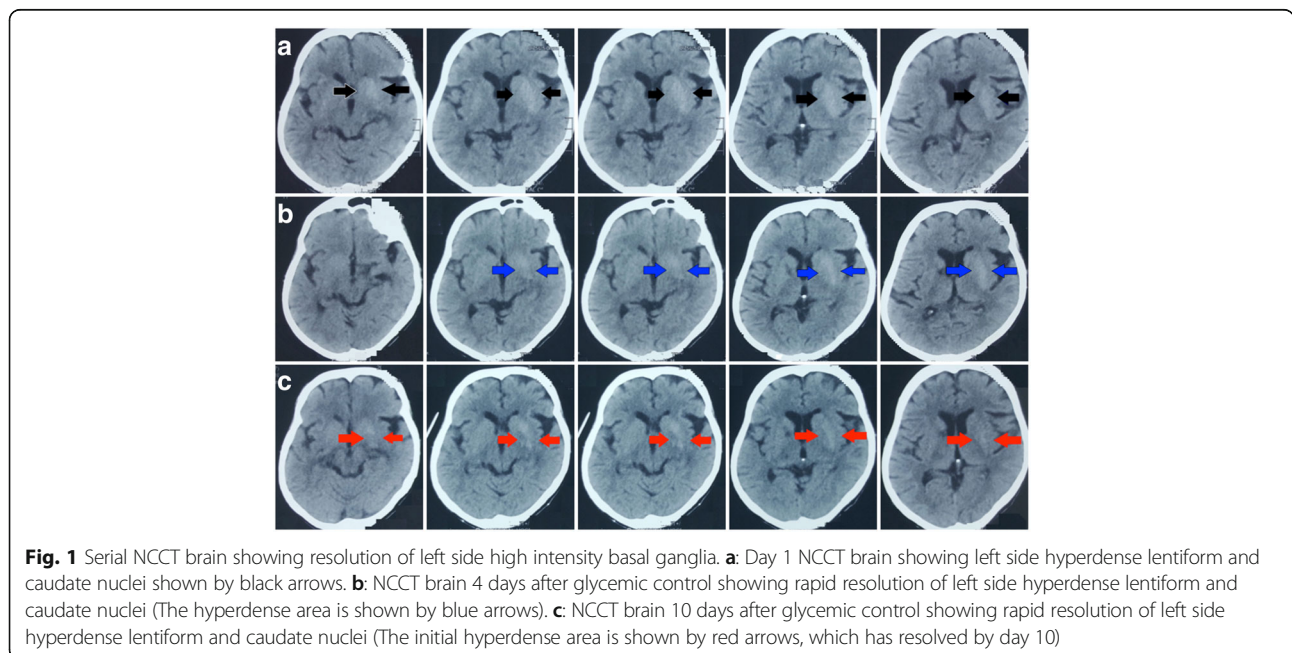 a
b
c
Fig. 1 Serial NCCT brain showing resolution of left side high intensity basal ganglia. a: Day 1 NCCT brain showing left side hyperdense lentiform and
caudate nuclei shown by black arrows. b: NCCT brain 4 days after glycemic control showing rapid resolution of left side hyperdense lentiform and
caudate nuclei (The hyperdense area is shown by blue arrows). c: NCCT brain 10 days after glycemic control showing rapid resolution of left side
hyperdense lentiform and caudate nuclei (The initial hyperdense area is shown by red arrows, which has resolved by day 10)